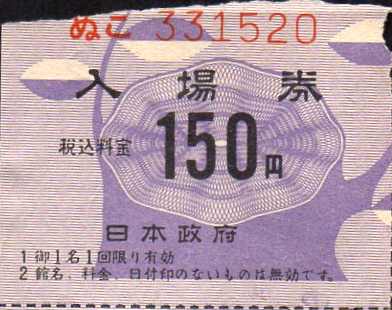 ぬこ 331520
入場券
税込料金 150円
日本政府
1 御1名1回限り有効
2 館名、料金、日付印のないものは無効です。